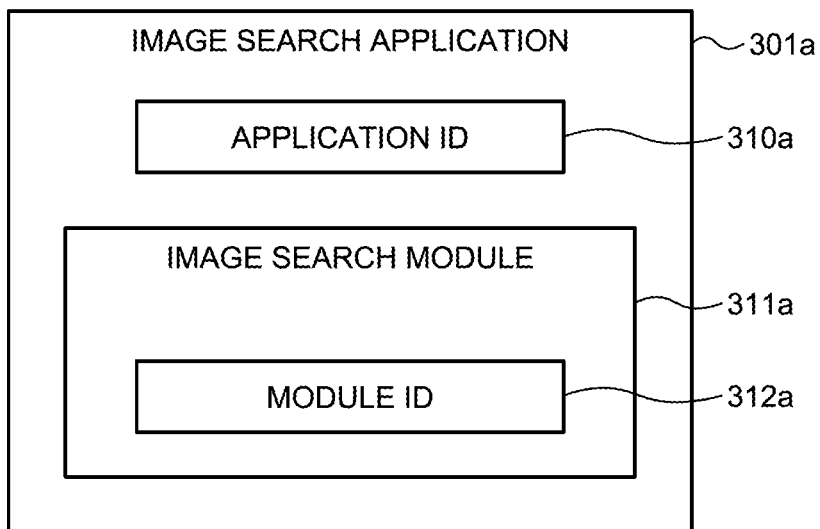 IMAGE SEARCH APPLICATION
301a
APPLICATION ID
310a
IMAGE SEARCH MODULE
311a
MODULE ID
312a